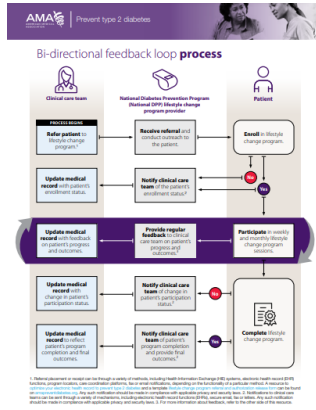 AMA
Prevent type 2 diabetes
Bi-directional feedback loop process
Clinical care team
National Diabetes Prevention Program
(National DPP) lifestyle change
program provider
Patient
PROCESS BEGINS
Refer patient to
lifestyle change
program.¹
Receive referral and
conduct outreach to
the patient.
Enroll in lifestyle
change program.
No
Yes
Update medical
record with patient's
enrollment status.
Notify clinical care
team of the patient's
enrollment status.²
Update medical
record with feedback
on patient's progress
and outcomes.
Provide regular
feedback to clinical
care team on patient's
progress and
outcomes.³
Participate in weekly
and monthly lifestyle
change program
sessions.
Update medical
record with
change in patient's
participation status.
Notify clinical care
team of change in
patient's participation
status.²
No
Update medical
record to reflect
patient's program
completion and final
outcomes.
Notify clinical care
team of patient's
program completion
and provide final
outcomes.²
Yes
Complete lifestyle
change program.